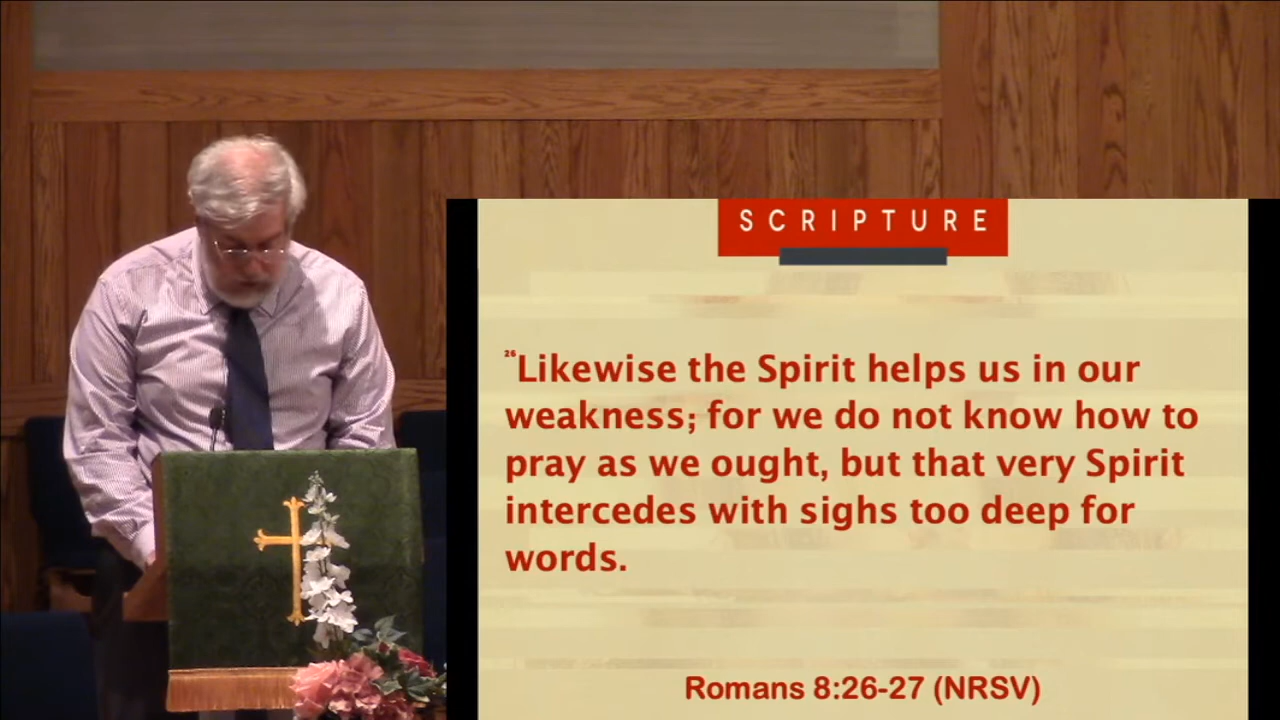 SCRIPTURE
26Likewise the Spirit helps us in our
weakness; for we do not know how to
pray as we ought, but that very Spirit
intercedes with sighs too deep for
words.
Romans 8:26-27 (NRSV)